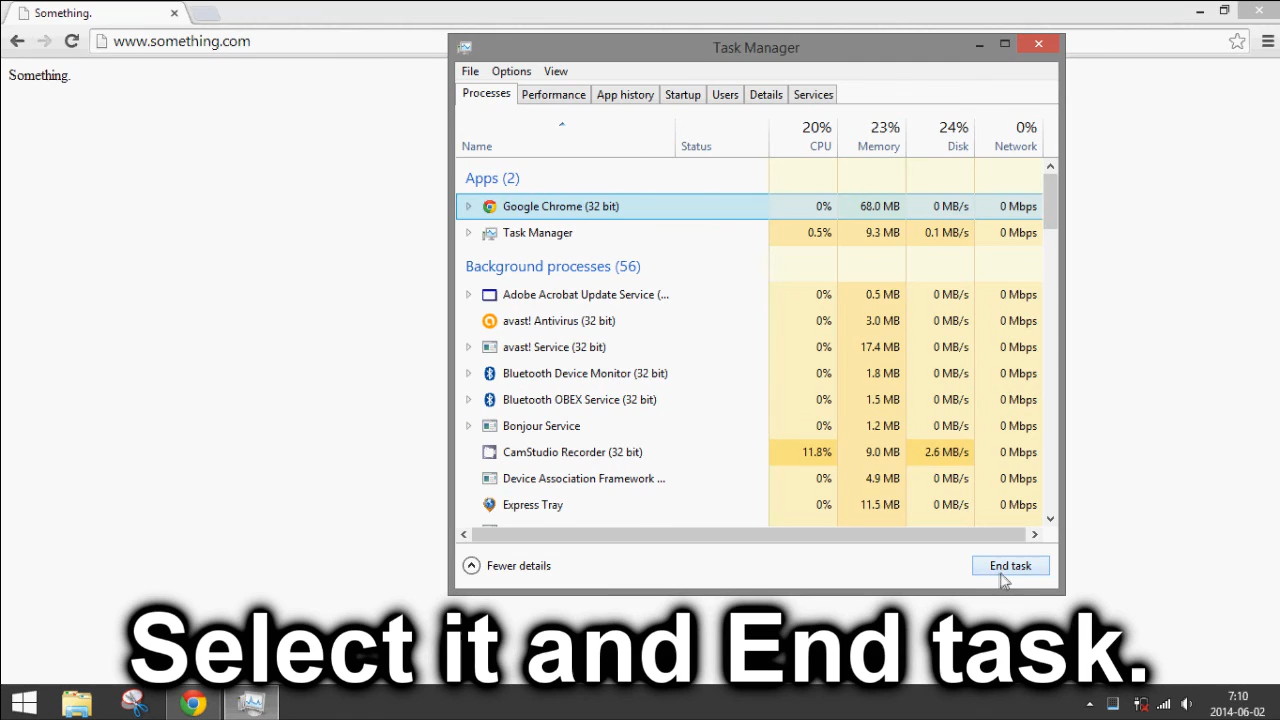 Something.
www.something.com
Something.
Task Manager
File Options View
Processes Performance App history Startup Users Details Services
20% 23% 24% 0%
Name Status CPU Memory Disk Network
Apps (2)
Google Chrome (32 bit) 0% 68.0 MB 0 MB/s 0 Mbps
Task Manager 0.5% 9.3 MB 0.1 MB/s 0 Mbps
Background processes (56)
Adobe Acrobat Update Service (... 0% 0.5 MB 0 MB/s 0 Mbps
avast! Antivirus (32 bit) 0% 3.0 MB 0 MB/s 0 Mbps
avast! Service (32 bit) 0% 17.4 MB 0 MB/s 0 Mbps
Bluetooth Device Monitor (32 bit) 0% 1.8 MB 0 MB/s 0 Mbps
Bluetooth OBEX Service (32 bit) 0% 1.5 MB 0 MB/s 0 Mbps
Bonjour Service 0% 1.2 MB 0 MB/s 0 Mbps
CamStudio Recorder (32 bit) 11.8% 9.0 MB 2.6 MB/s 0 Mbps
Device Association Framework ... 0% 4.9 MB 0 MB/s 0 Mbps
Express Tray 0% 11.5 MB 0 MB/s 0 Mbps
Fewer details End task
Select it and End task.
7:10
2014-06-02